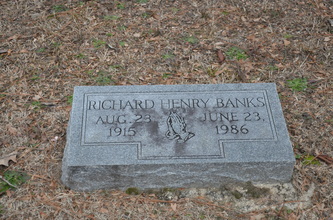 RICHARD HENRY BANKS
AUG. 23, JUNE 23,
1915 1986